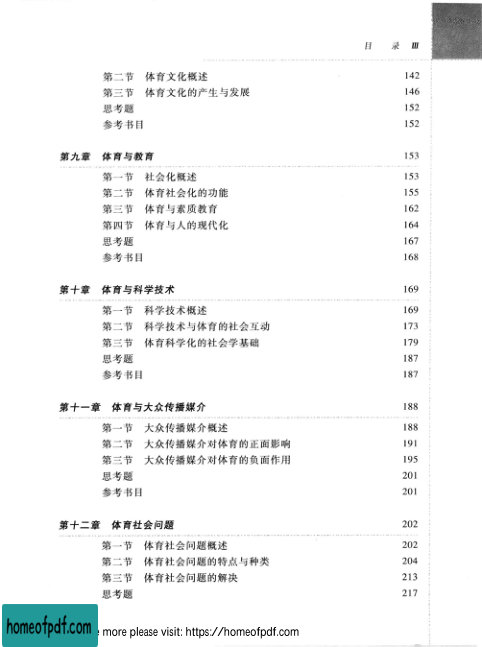 目 录 III
第二节 体育文化概述 142
第三节 体育文化的产生与发展 146
思考题 152
参考书目 152
第九章 体育与教育 153
第一节 社会化概述 153
第二节 体育社会化的功能 155
第三节 体育与素质教育 162
第四节 体育与人的现代化 164
思考题 167
参考书目 168
第十章 体育与科学技术 169
第一节 科学技术概述 169
第二节 科学技术与体育的社会互动 173
第三节 体育科学化的社会学基础 179
思考题 187
参考书目 187
第十一章 体育与大众传播媒介 188
第一节 大众传播媒介概述 188
第二节 大众传播媒介对体育的正面影响 191
第三节 大众传播媒介对体育的负面作用 195
思考题 201
参考书目 201
第十二章 体育社会问题 202
第一节 体育社会问题概述 202
第二节 体育社会问题的特点与种类 204
第三节 体育社会问题的解决 213
思考题 217
homeofpdf.com
more please visit: https://homeofpdf.com